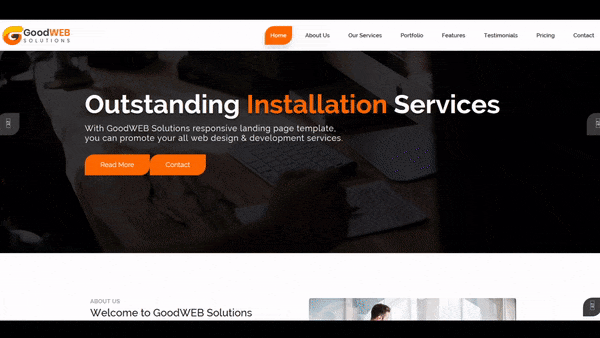 GoodWEB
SOLUTIONS
Home
About Us
Our Services
Portfolio
Features
Testimonials
Pricing
Contact
Outstanding Installation Services
With GoodWEB Solutions responsive landing page template,
you can promote your all web design & development services.
Read More
Contact
ABOUT US
Welcome to GoodWEB Solutions